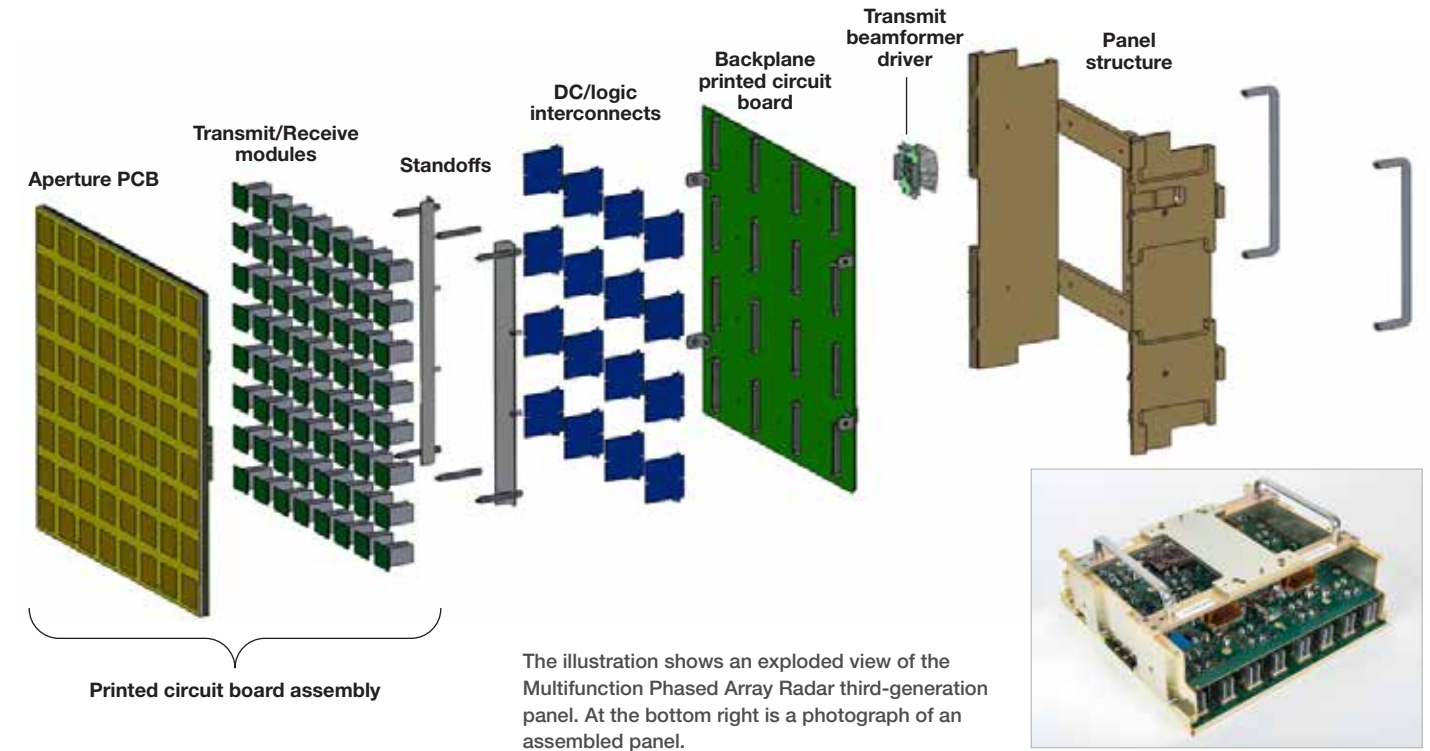 Transmit
beamformer
driver
Panel
structure
Backplane
printed circuit
board
DC/logic
interconnects
Transmit/Receive
modules
Standoffs
Aperture PCB
Printed circuit board assembly
The illustration shows an exploded view of the
Multifunction Phased Array Radar third-generation
panel. At the bottom right is a photograph of an
assembled panel.